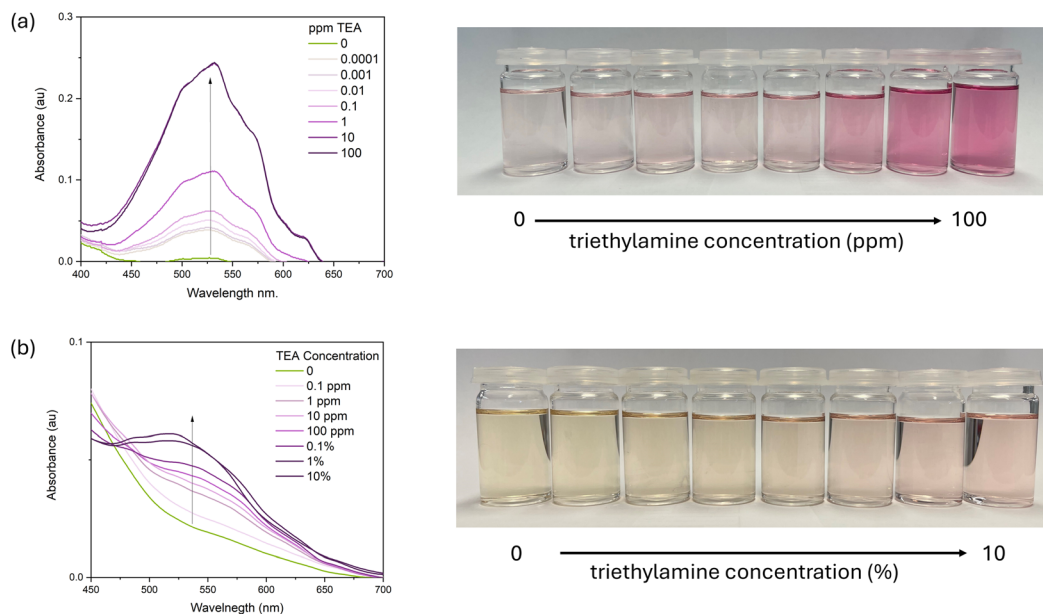 (a)
0.3
0.2
0.1
0.0
Absorbance (au)
400 450 500 550 600 650 700
Wavelength nm.
ppm TEA
0
0.0001
0.001
0.01
0.1
1
10
100
0 100
triethylamine concentration (ppm)
(b)
0.1
0.0
Absorbance (au)
450 500 550 600 650 700
Wavelnegth (nm)
TEA Concentration
0
0.1 ppm
1 ppm
10 ppm
100 ppm
0.1%
1%
10%
0 10
triethylamine concentration (%)